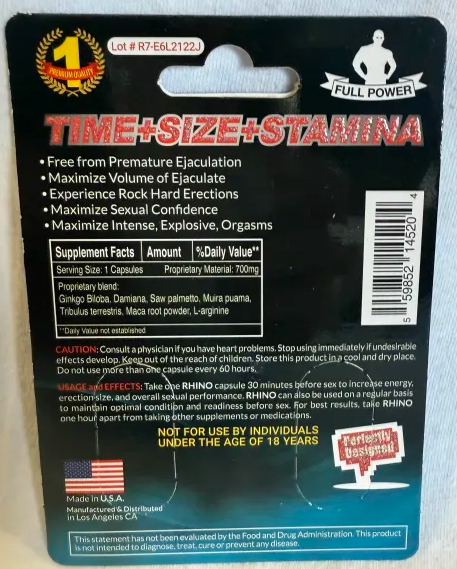 1
PREMIUM QUALITY
Lot # R7-E6L2122J
FULL POWER
TIME+SIZE+STAMINA
• Free from Premature Ejaculation
• Maximize Volume of Ejaculate
• Experience Rock Hard Erections
• Maximize Sexual Confidence
• Maximize Intense, Explosive, Orgasms
Supplement Facts Amount %Daily Value**
Serving Size: 1 Capsules Proprietary Material: 700mg
Proprietary blend:
Ginkgo Biloba, Damiana, Saw palmetto, Muira puama,
Tribulus terrestris, Maca root powder, L-arginine
**Daily Value not established
5 59852 14520 4
CAUTION: Consult a physician if you have heart problems. Stop using immediately if undesirable
effects develop. Keep out of the reach of children. Store this product in a cool and dry place.
Do not use more than one capsule every 60 hours.
USAGE and EFFECTS: Take one RHINO capsule 30 minutes before sex to increase energy,
erection size, and overall sexual performance. RHINO can also be used on a regular basis
to maintain optimal condition and readiness before sex. For best results, take RHINO
one hour apart from taking other supplements or medications.
NOT FOR USE BY INDIVIDUALS
UNDER THE AGE OF 18 YEARS
Perfectly
Designed
Made in U.S.A.
Manufactured & Distributed
in Los Angeles CA
This statement has not been evaluated by the Food and Drug Administration. This product
is not intended to diagnose, treat, cure or prevent any disease.